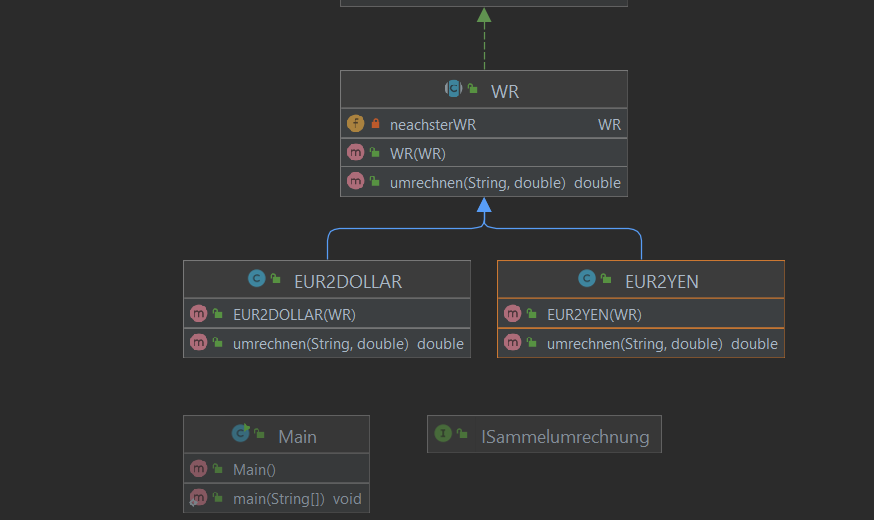 WR
neachsterWR WR
WR(WR)
umrechnen(String, double) double
EUR2DOLLAR
EUR2DOLLAR(WR)
umrechnen(String, double) double
EUR2YEN
EUR2YEN(WR)
umrechnen(String, double) double
Main
Main()
main(String[]) void
ISammelumrechnung